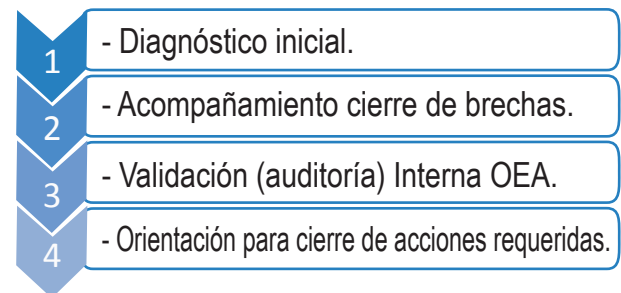 1
- Diagnóstico inicial.
2
- Acompañamiento cierre de brechas.
3
- Validación (auditoría) Interna OEA.
4
- Orientación para cierre de acciones requeridas.